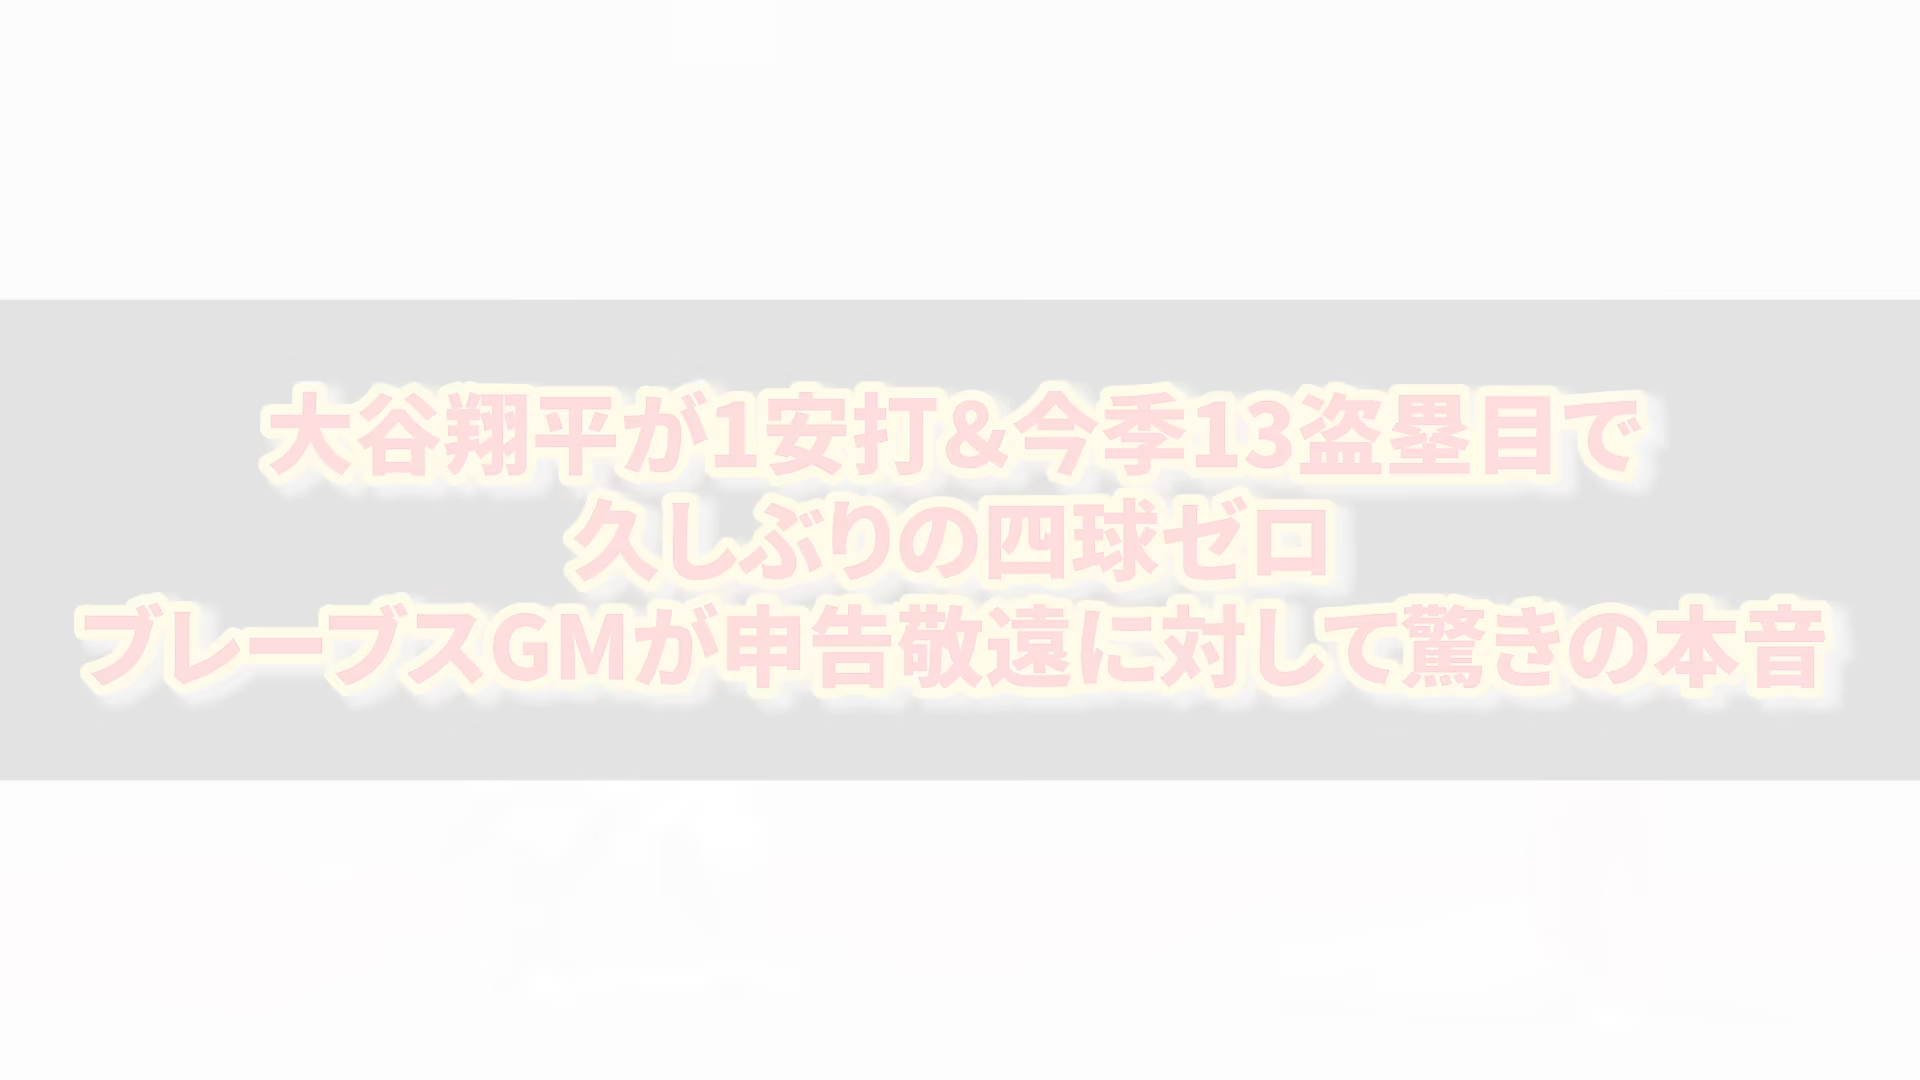 大谷翔平が1安打&今季13盗塁目で
久しぶりの四球ゼロ
ブレーブスGMが申告敬遠に対して驚きの本音